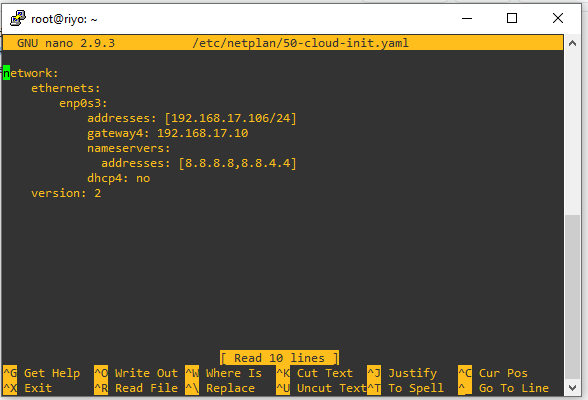 root@riyo: ~
GNU nano 2.9.3 /etc/netplan/50-cloud-init.yaml
network:
    ethernets:
        enp0s3:
            addresses: [192.168.17.106/24]
            gateway4: 192.168.17.10
            nameservers:
              addresses: [8.8.8.8,8.8.4.4]
            dhcp4: no
    version: 2
[ Read 10 lines ]
^G Get Help ^O Write Out ^W Where Is ^K Cut Text ^J Justify ^C Cur Pos
^X Exit ^R Read File ^\ Replace ^U Uncut Text ^T To Spell ^_ Go To Line